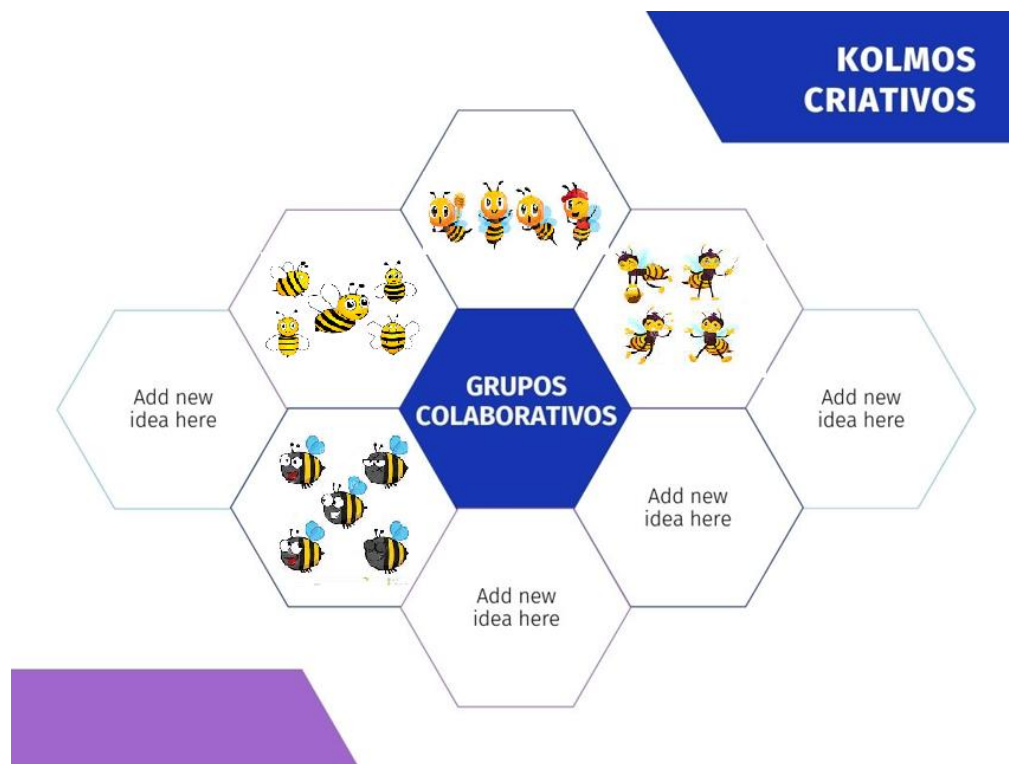 KOLMOS
CRIATIVOS
GRUPOS
COLABORATIVOS
Add new
idea here
Add new
idea here
Add new
idea here
Add new
idea here